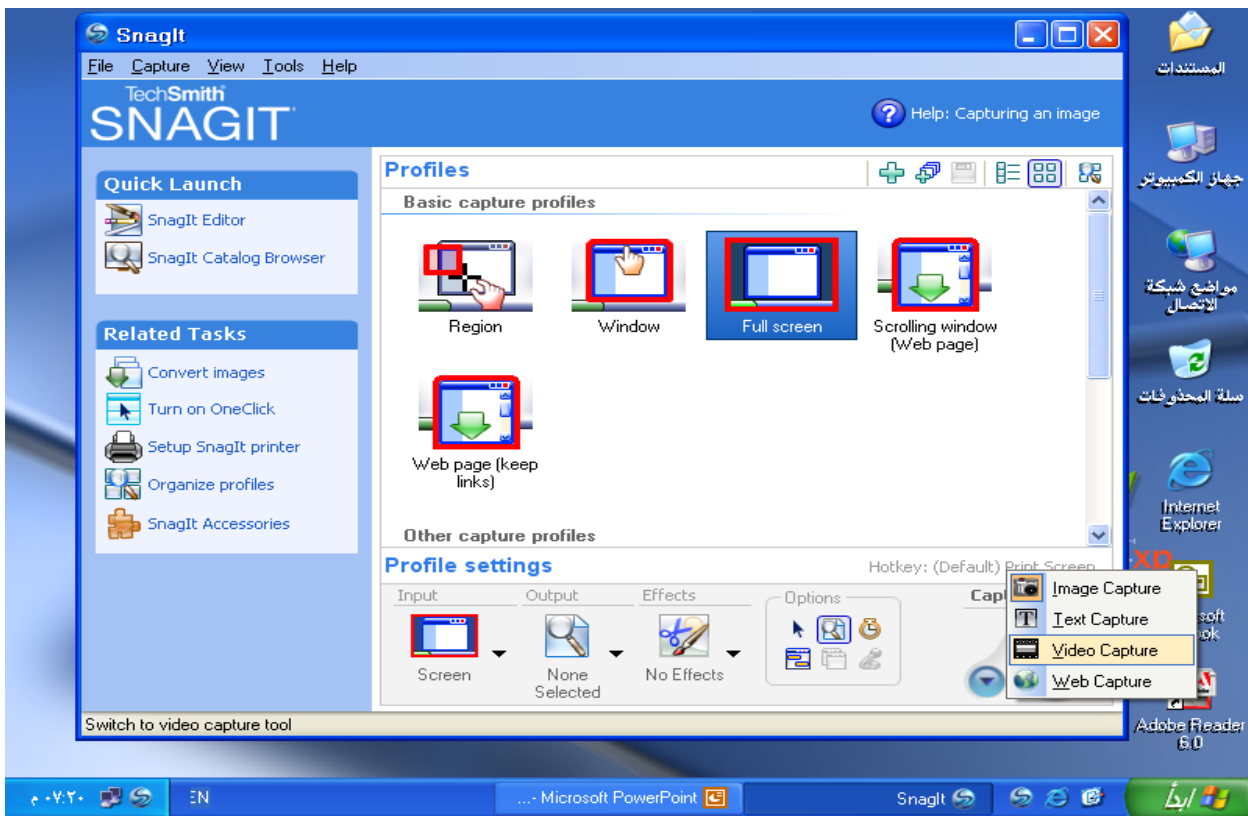 SnagIt
File Capture View Tools Help
TechSmith
SNAGIT
Help: Capturing an image
Quick Launch
SnagIt Editor
SnagIt Catalog Browser
Related Tasks
Convert images
Turn on OneClick
Setup SnagIt printer
Organize profiles
SnagIt Accessories
Profiles
Basic capture profiles
Region
Window
Full screen
Scrolling window
(Web page)
Web page (keep
links)
Other capture profiles
Profile settings
Hotkey: (Default) Print Screen
Input
Output
Effects
Options
Screen
None
Selected
No Effects
Image Capture
Text Capture
Video Capture
Web Capture
Switch to video capture tool
المستندات
جهاز الكمبيوتر
مواضع شبكة
الاتصال
سلة المحذوفات
Internet
Explorer
xp
Adobe Reader
6.0
ابدأ
SnagIt
...- Microsoft PowerPoint
EN
٠٧:٢٠ م